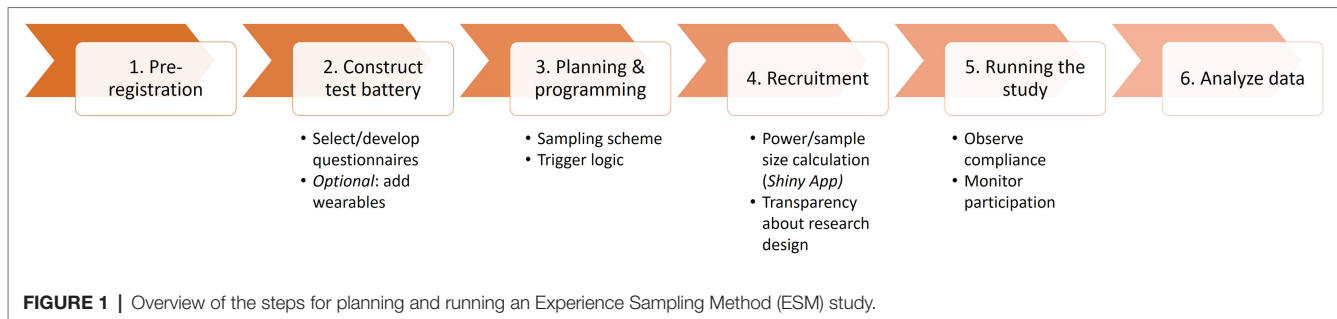 1. Pre-
registration
2. Construct
test battery
• Select/develop
questionnaires
• Optional: add
wearables
3. Planning &
programming
• Sampling scheme
• Trigger logic
4. Recruitment
• Power/sample
size calculation
(Shiny App)
• Transparency
about research
design
5. Running the
study
• Observe
compliance
• Monitor
participation
6. Analyze data
FIGURE 1 | Overview of the steps for planning and running an Experience Sampling Method (ESM) study.